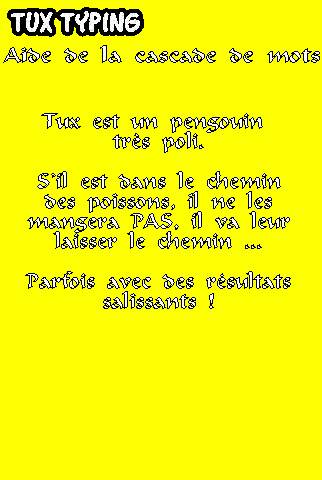 TUX TYPING
Aide de la cascade de mots
Tux est un pengouin
très poli.
S'il est dans le chemin
des poissons, il ne les
mangera PAS, il va leur
laisser le chemin ...
Parfois avec des résultats
salissants !